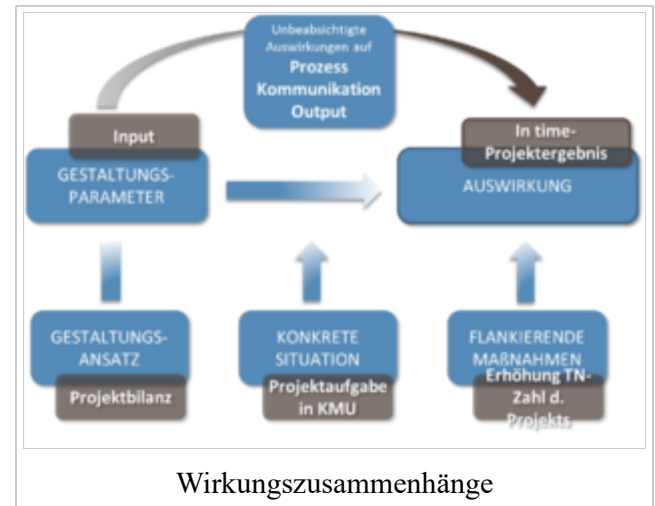 Unbeabsichtigte
Auswirkungen auf
Prozess
Kommunikation
Output
Input
GESTALTUNGS-
PARAMETER
In time-
Projektergebnis
AUSWIRKUNG
GESTALTUNGS-
ANSATZ
Projektbilanz
KONKRETE
SITUATION
Projektaufgabe
in KMU
FLANKIERENDE
MAßNAHMEN
Erhöhung TN-
Zahl d.
Projekts
Wirkungszusammenhänge